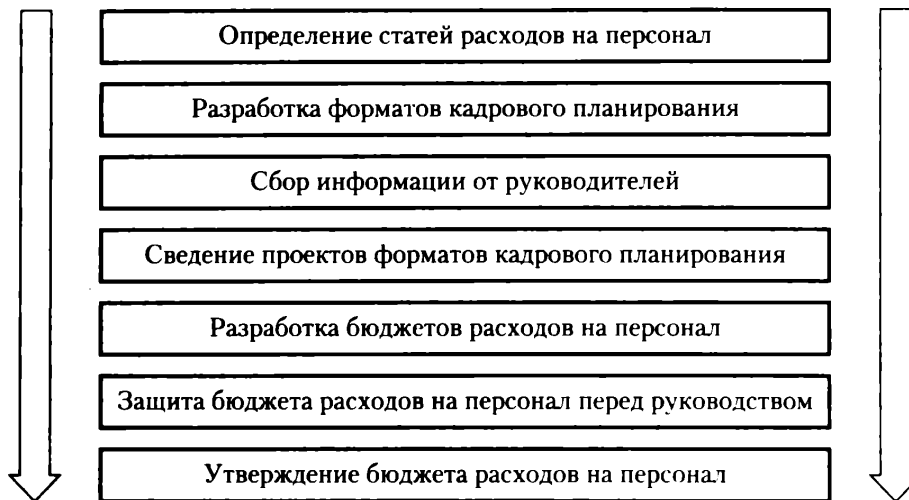 Определение статей расходов на персонал
Разработка форматов кадрового планирования
Сбор информации от руководителей
Сведение проектов форматов кадрового планирования
Разработка бюджетов расходов на персонал
Защита бюджета расходов на персонал перед руководством
Утверждение бюджета расходов на персонал